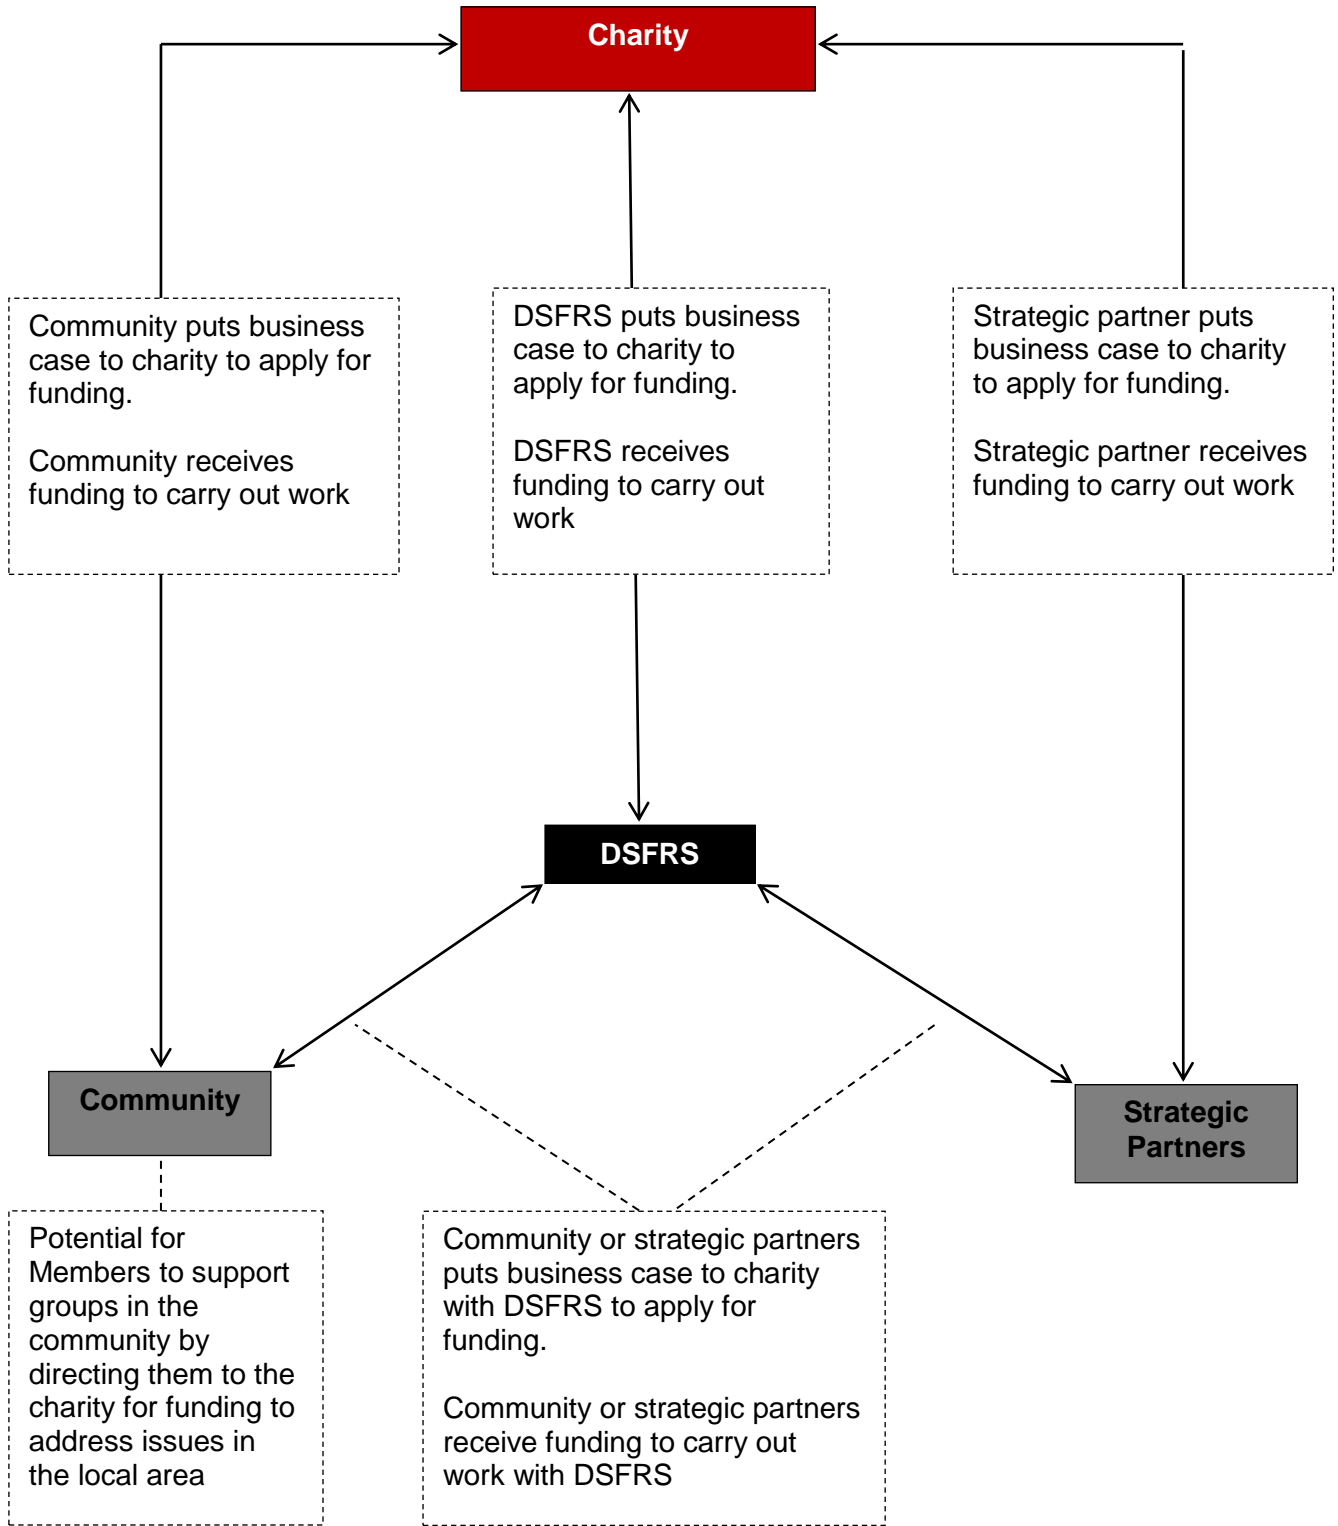 Charity
Community puts business
case to charity to apply for
funding.
Community receives
funding to carry out work
DSFRS puts business
case to charity to
apply for funding.
DSFRS receives
funding to carry out
work
Strategic partner puts
business case to charity
to apply for funding.
Strategic partner receives
funding to carry out work
DSFRS
Community
Strategic
Partners
Potential for
Members to support
groups in the
community by
directing them to the
charity for funding to
address issues in
the local area
Community or strategic partners
puts business case to charity
with DSFRS to apply for
funding.
Community or strategic partners
receive funding to carry out
work with DSFRS